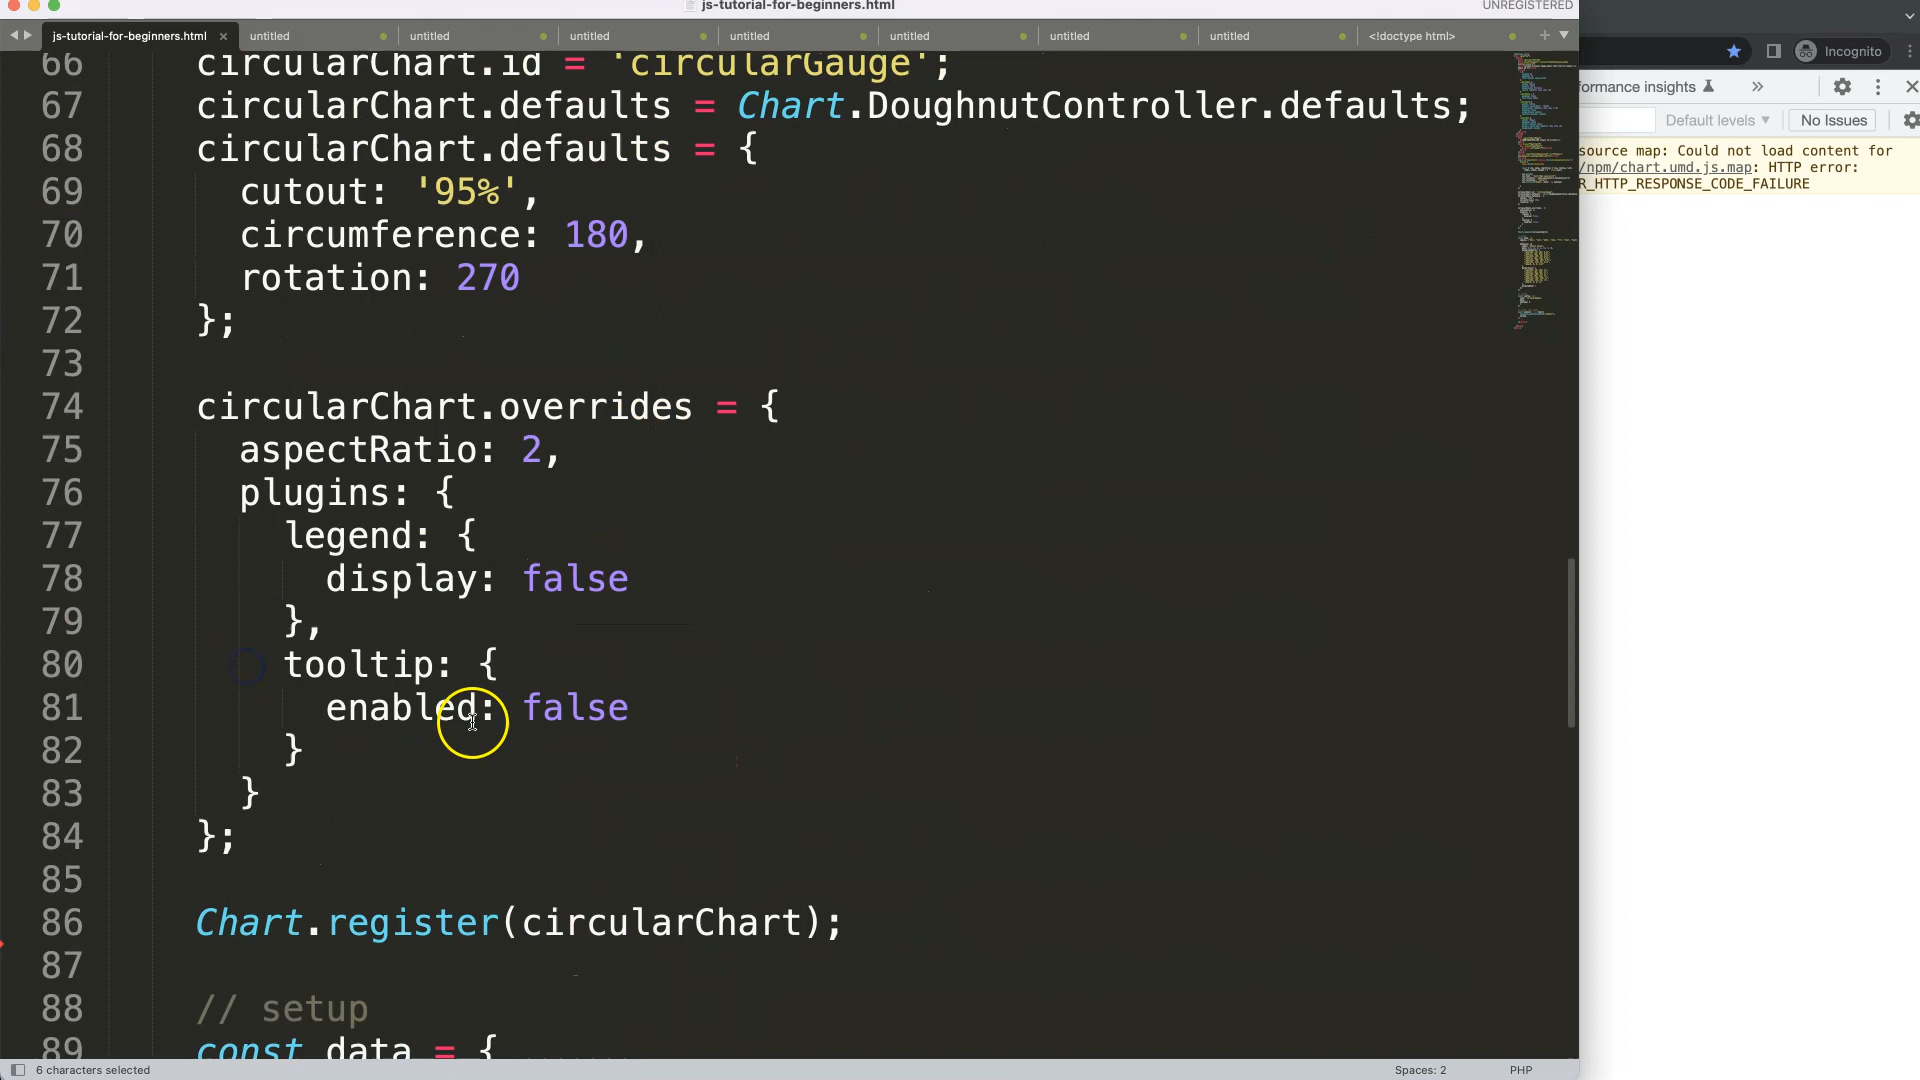 js-tutorial-for-beginners.html
UNREGISTERED
js-tutorial-for-beginners.html × untitled untitled untitled untitled untitled untitled untitled <!doctype html> +
Incognito
66 circularChart.id = 'circularGauge';
67 circularChart.defaults = Chart.DoughnutController.defaults;
68 circularChart.defaults = {
69 cutout: '95%',
70 circumference: 180,
71 rotation: 270
72 };
73
74 circularChart.overrides = {
75 aspectRatio: 2,
76 plugins: {
77 legend: {
78 display: false
79 },
80 tooltip: {
81 enabled: false
82 }
83 }
84 };
85
86 Chart.register(circularChart);
87
88 // setup
89 const data = {
formance insights »
Default levels ▼ No Issues
source map: Could not load content for
/npm/chart.umd.js.map: HTTP error:
R_HTTP_RESPONSE_CODE_FAILURE
6 characters selected
Spaces: 2
PHP